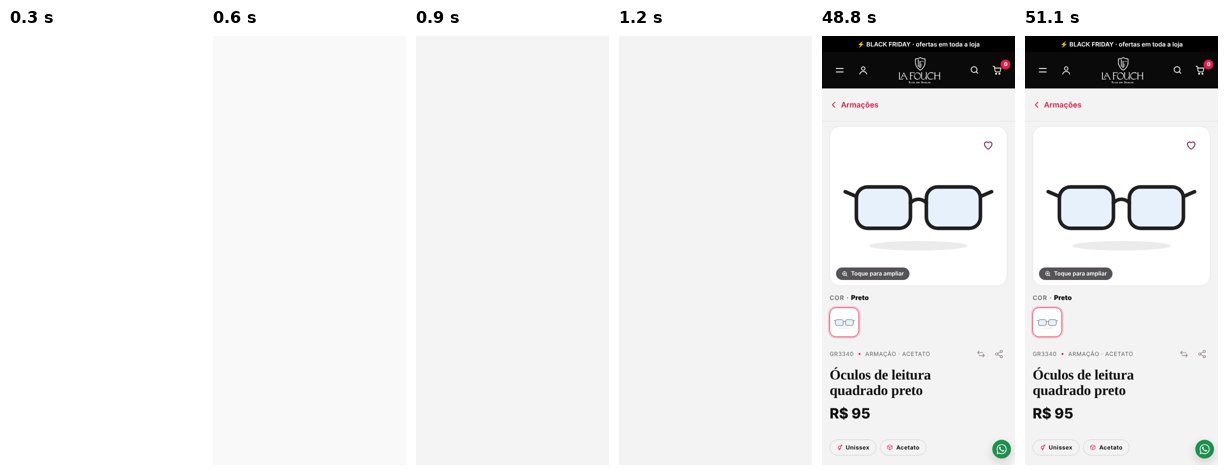 0.3 s
0.6 s
0.9 s
1.2 s
48.8 s
51.1 s
⚡ BLACK FRIDAY · ofertas em toda a loja
LA FOUCH
0
Armações
Toque para ampliar
COR · Preto
GR3340 • ARMAÇÃO · ACETATO
Óculos de leitura
quadrado preto
R$ 95
Unissex
Acetato
⚡ BLACK FRIDAY · ofertas em toda a loja
LA FOUCH
0
Armações
Toque para ampliar
COR · Preto
GR3340 • ARMAÇÃO · ACETATO
Óculos de leitura
quadrado preto
R$ 95
Unissex
Acetato